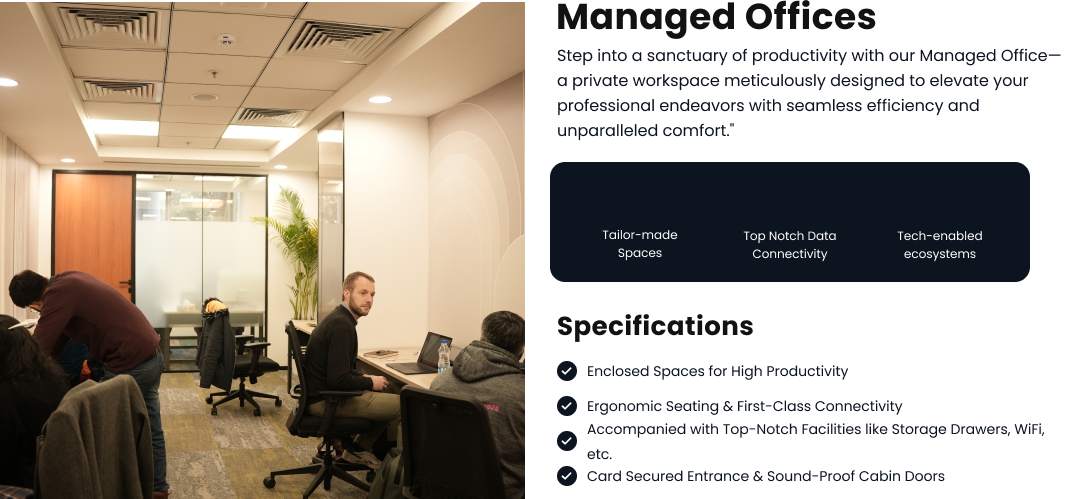 Managed Offices
Step into a sanctuary of productivity with our Managed Office—
a private workspace meticulously designed to elevate your
professional endeavors with seamless efficiency and
unparalleled comfort."
Tailor-made
Spaces
Top Notch Data
Connectivity
Tech-enabled
ecosystems
Specifications
Enclosed Spaces for High Productivity
Ergonomic Seating & First-Class Connectivity
Accompanied with Top-Notch Facilities like Storage Drawers, WiFi,
etc.
Card Secured Entrance & Sound-Proof Cabin Doors